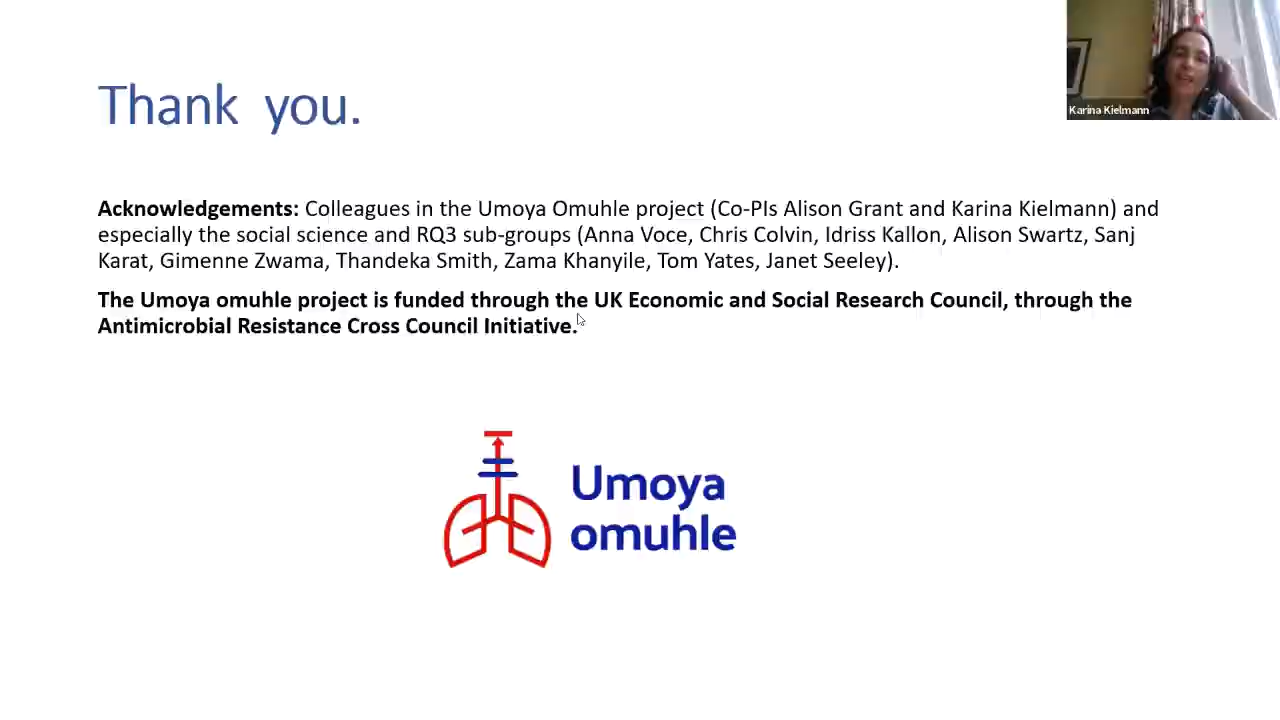 Thank you.
Karina Kielmann
Acknowledgements: Colleagues in the Umoya Omuhle project (Co-PIs Alison Grant and Karina Kielmann) and
especially the social science and RQ3 sub-groups (Anna Voce, Chris Colvin, Idriss Kallon, Alison Swartz, Sanj
Karat, Gimenne Zwama, Thandeka Smith, Zama Khanyile, Tom Yates, Janet Seeley).
The Umoya omuhle project is funded through the UK Economic and Social Research Council, through the
Antimicrobial Resistance Cross Council Initiative.
Umoya
omuhle